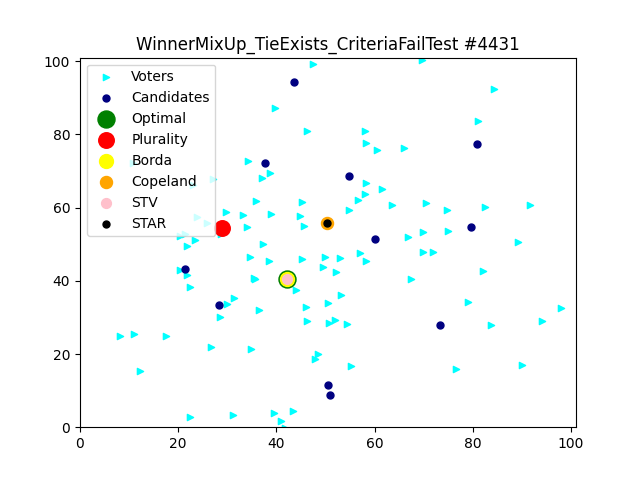 WinnerMixUp_TieExists_CriteriaFailTest #4431
100
80
60
40
20
0
0 20 40 60 80 100
Voters
Candidates
Optimal
Plurality
Borda
Copeland
STV
STAR